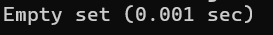 Empty set (0.001 sec)